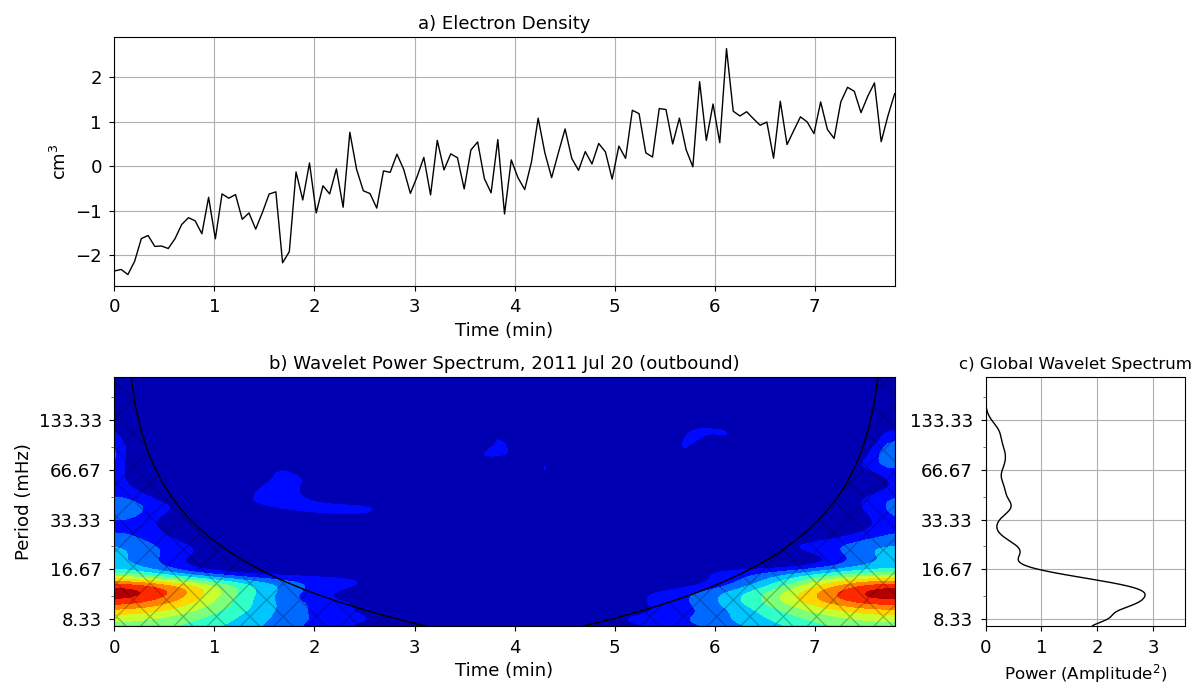 a) Electron Density
2
1
0
−1
−2
cm³
0 1 2 3 4 5 6 7
Time (min)
b) Wavelet Power Spectrum, 2011 Jul 20 (outbound)
133.33
66.67
33.33
16.67
8.33
Period (mHz)
0 1 2 3 4 5 6 7
Time (min)
c) Global Wavelet Spectrum
133.33
66.67
33.33
16.67
8.33
0 1 2 3
Power (Amplitude²)